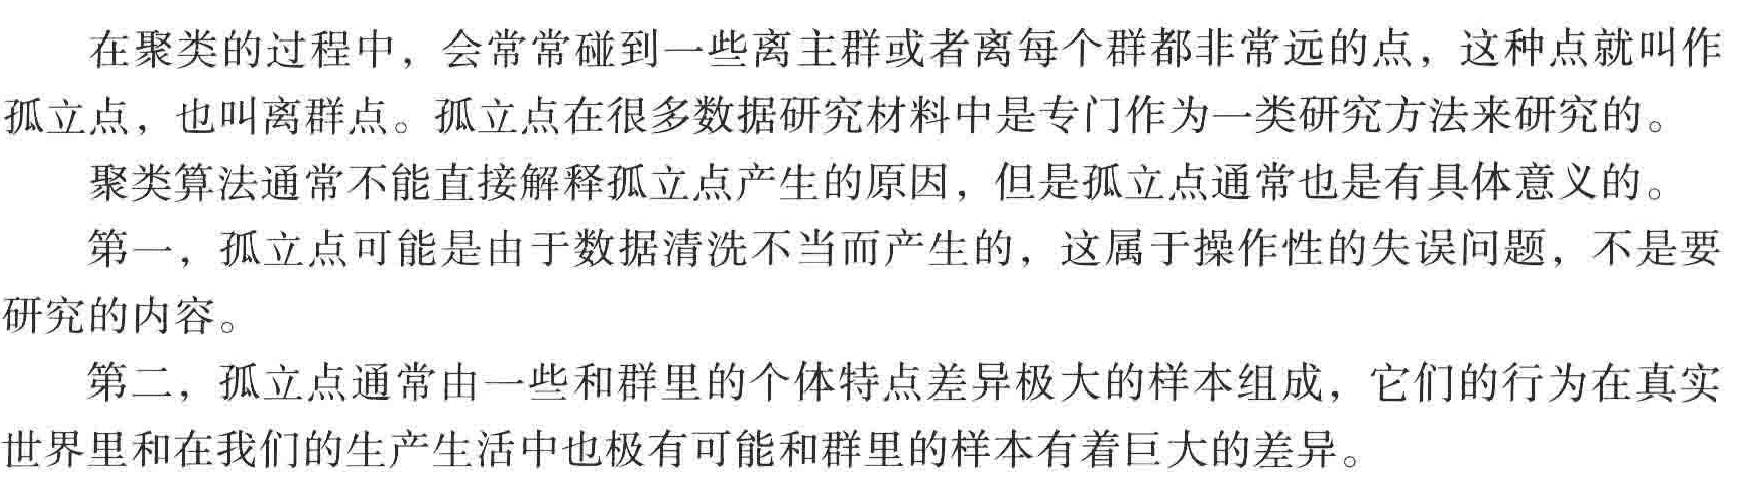 在聚类的过程中，会常常碰到一些离主群或者离每个群都非常远的点，这种点就叫作
孤立点，也叫离群点。孤立点在很多数据研究材料中是专门作为一类研究方法来研究的。
聚类算法通常不能直接解释孤立点产生的原因，但是孤立点通常也是有具体意义的。
第一，孤立点可能是由于数据清洗不当而产生的，这属于操作性的失误问题，不是要
研究的内容。
第二，孤立点通常由一些和群里的个体特点差异极大的样本组成，它们的行为在真实
世界里和在我们的生产生活中也极有可能和群里的样本有着巨大的差异。